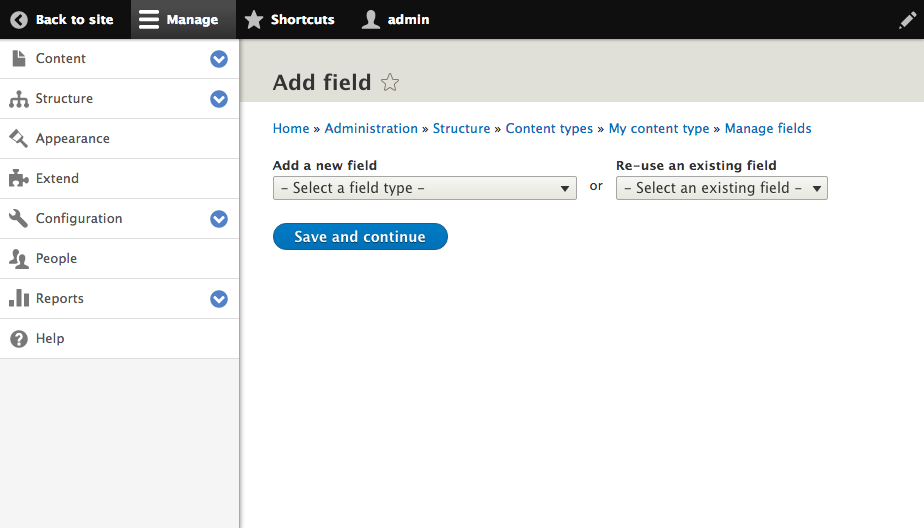 Back to site Manage Shortcuts admin
Content
Structure
Appearance
Extend
Configuration
People
Reports
Help
Add field
Home » Administration » Structure » Content types » My content type » Manage fields
Add a new field Re-use an existing field
– Select a field type – or – Select an existing field –
Save and continue